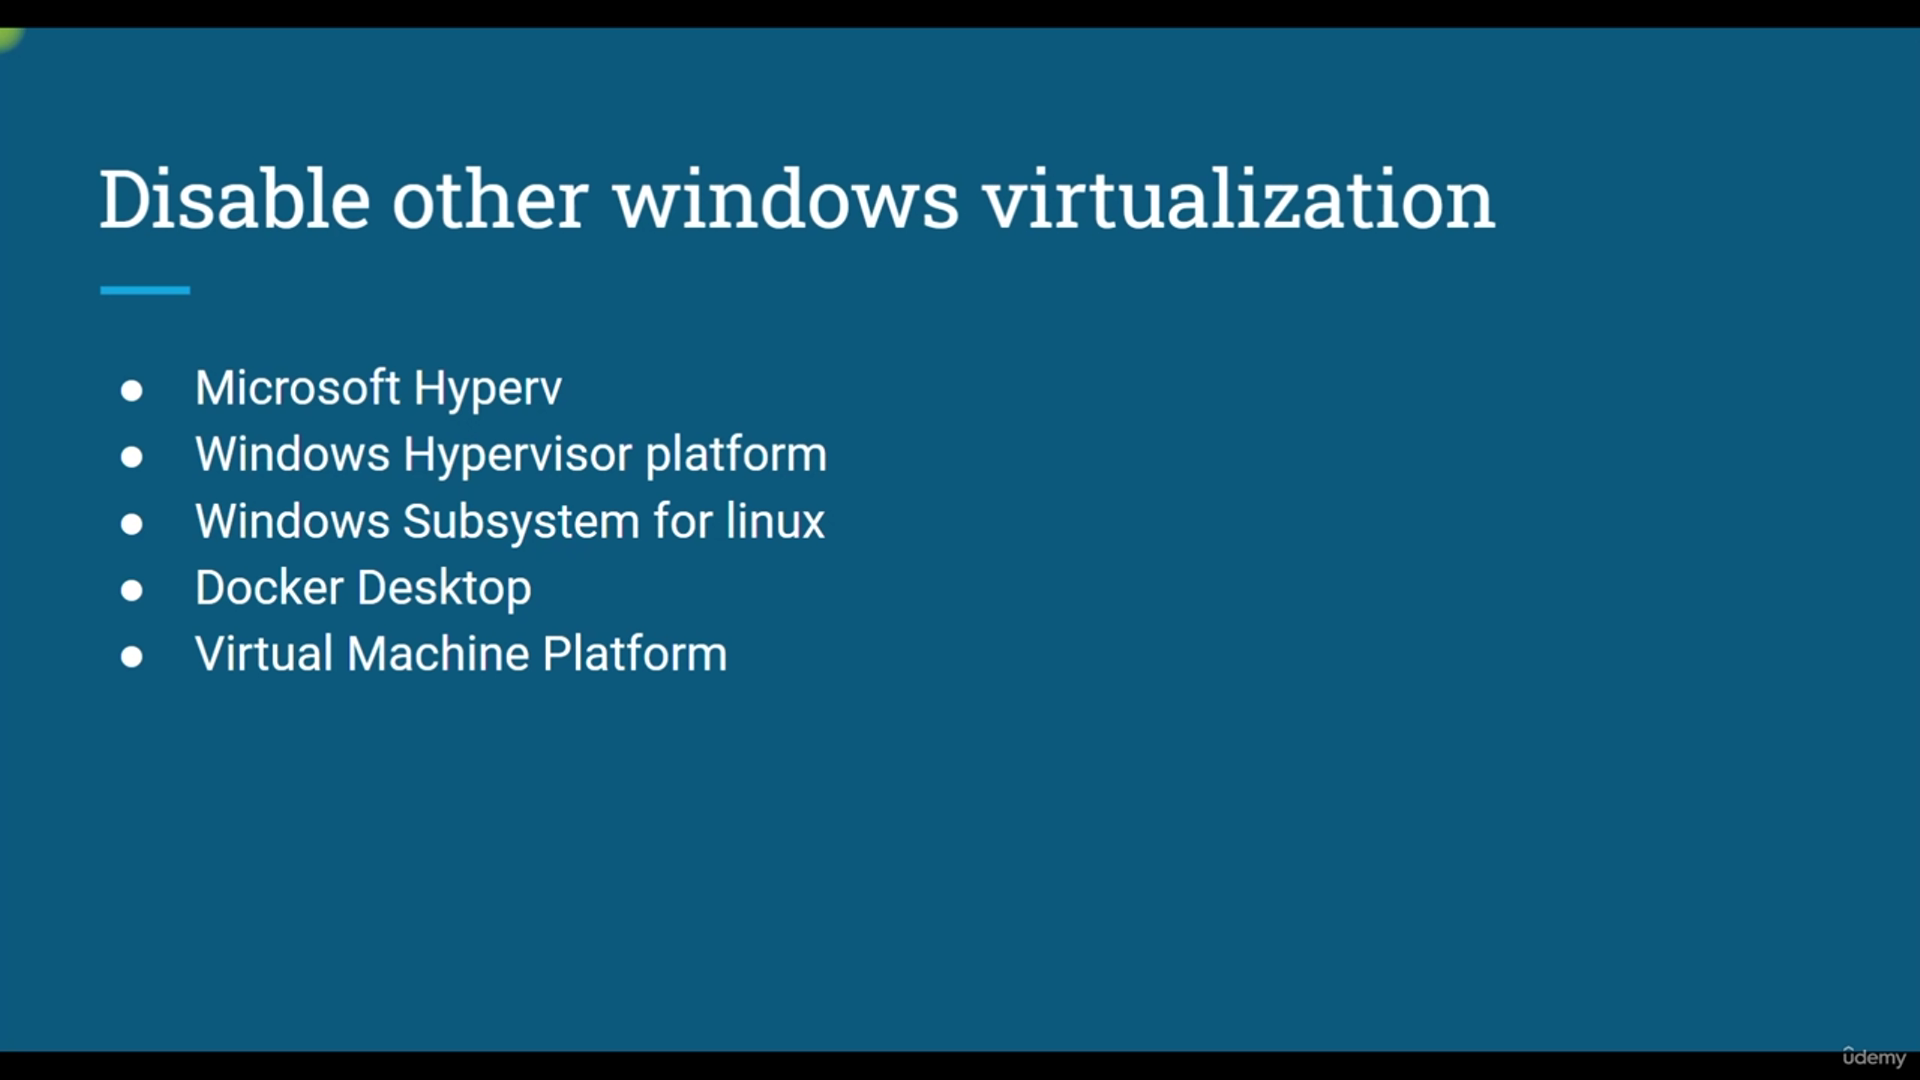 Disable other windows virtualization
● Microsoft Hyperv
● Windows Hypervisor platform
● Windows Subsystem for linux
● Docker Desktop
● Virtual Machine Platform
ûdemy